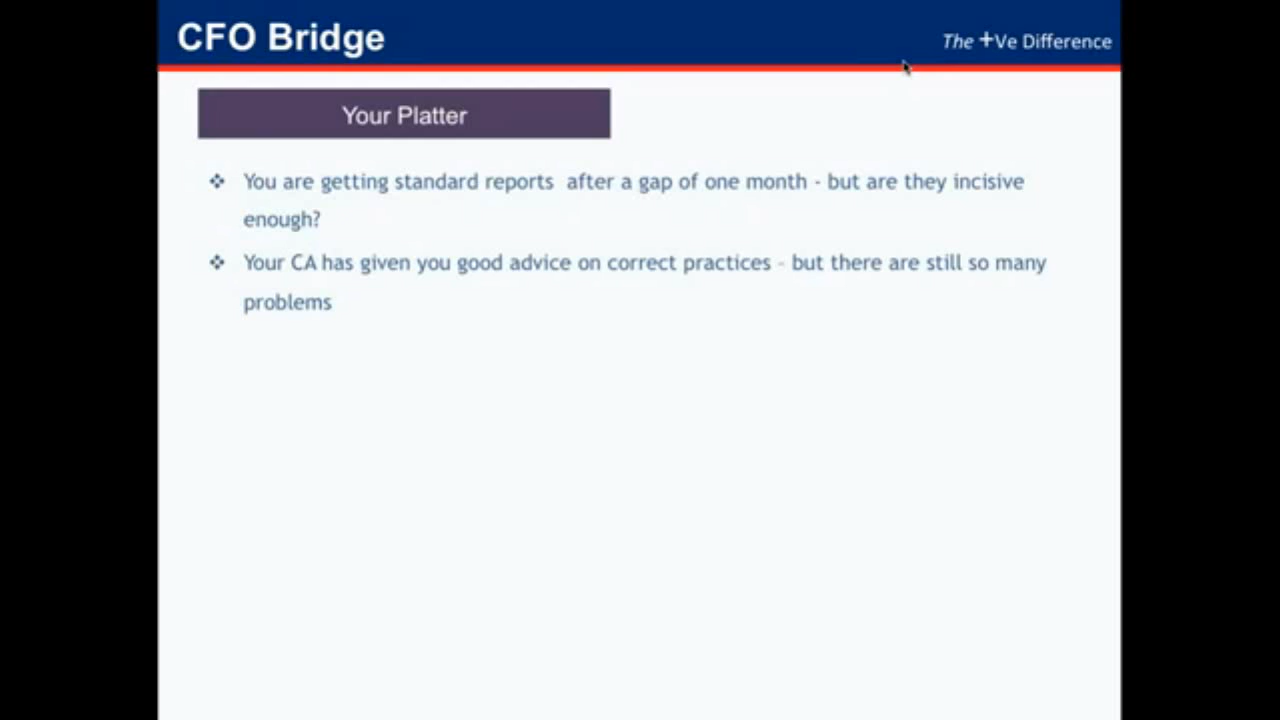 CFO Bridge
The +Ve Difference
Your Platter
❖ You are getting standard reports  after a gap of one month - but are they incisive
enough?
❖ Your CA has given you good advice on correct practices – but there are still so many
problems